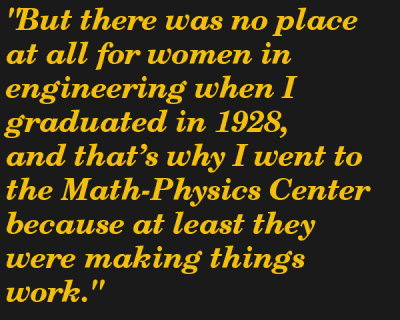 "But there was no place
at all for women in
engineering when I
graduated in 1928,
and that’s why I went to
the Math-Physics Center
because at least they
were making things
work."